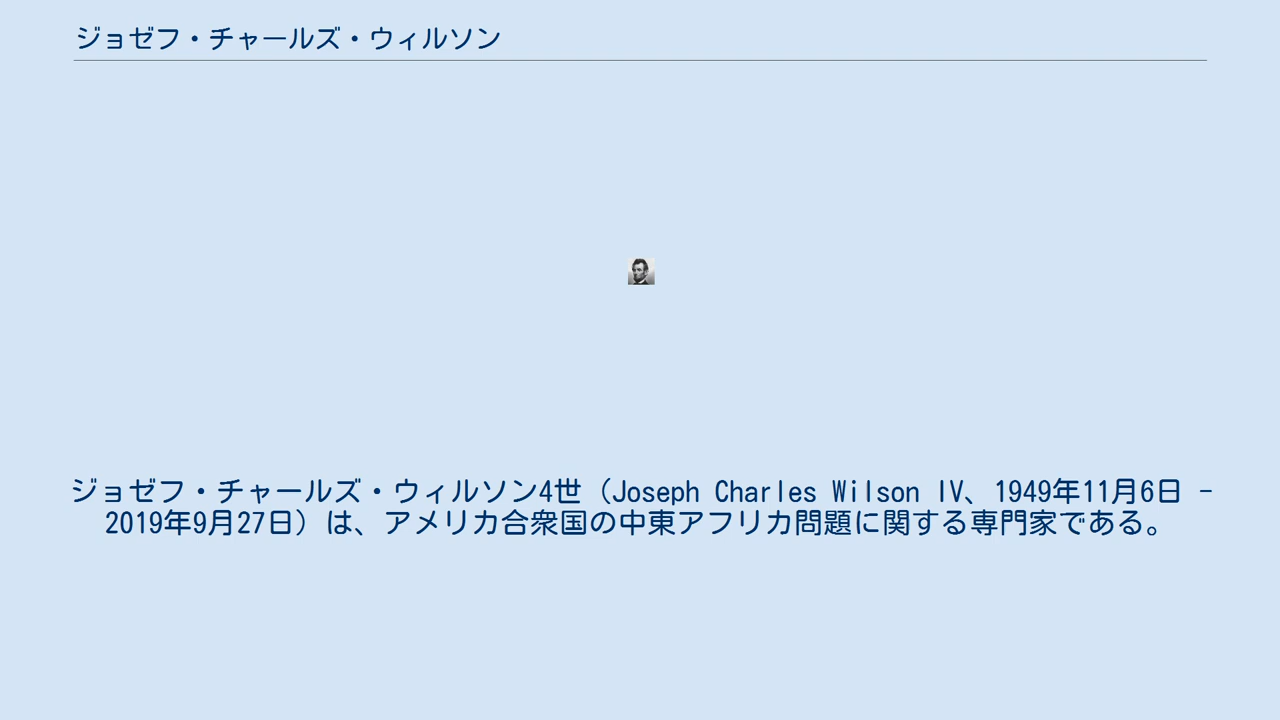 ジョゼフ・チャールズ・ウィルソン
ジョゼフ・チャールズ・ウィルソン4世（Joseph Charles Wilson IV、1949年11月6日 -
2019年9月27日）は、アメリカ合衆国の中東アフリカ問題に関する専門家である。